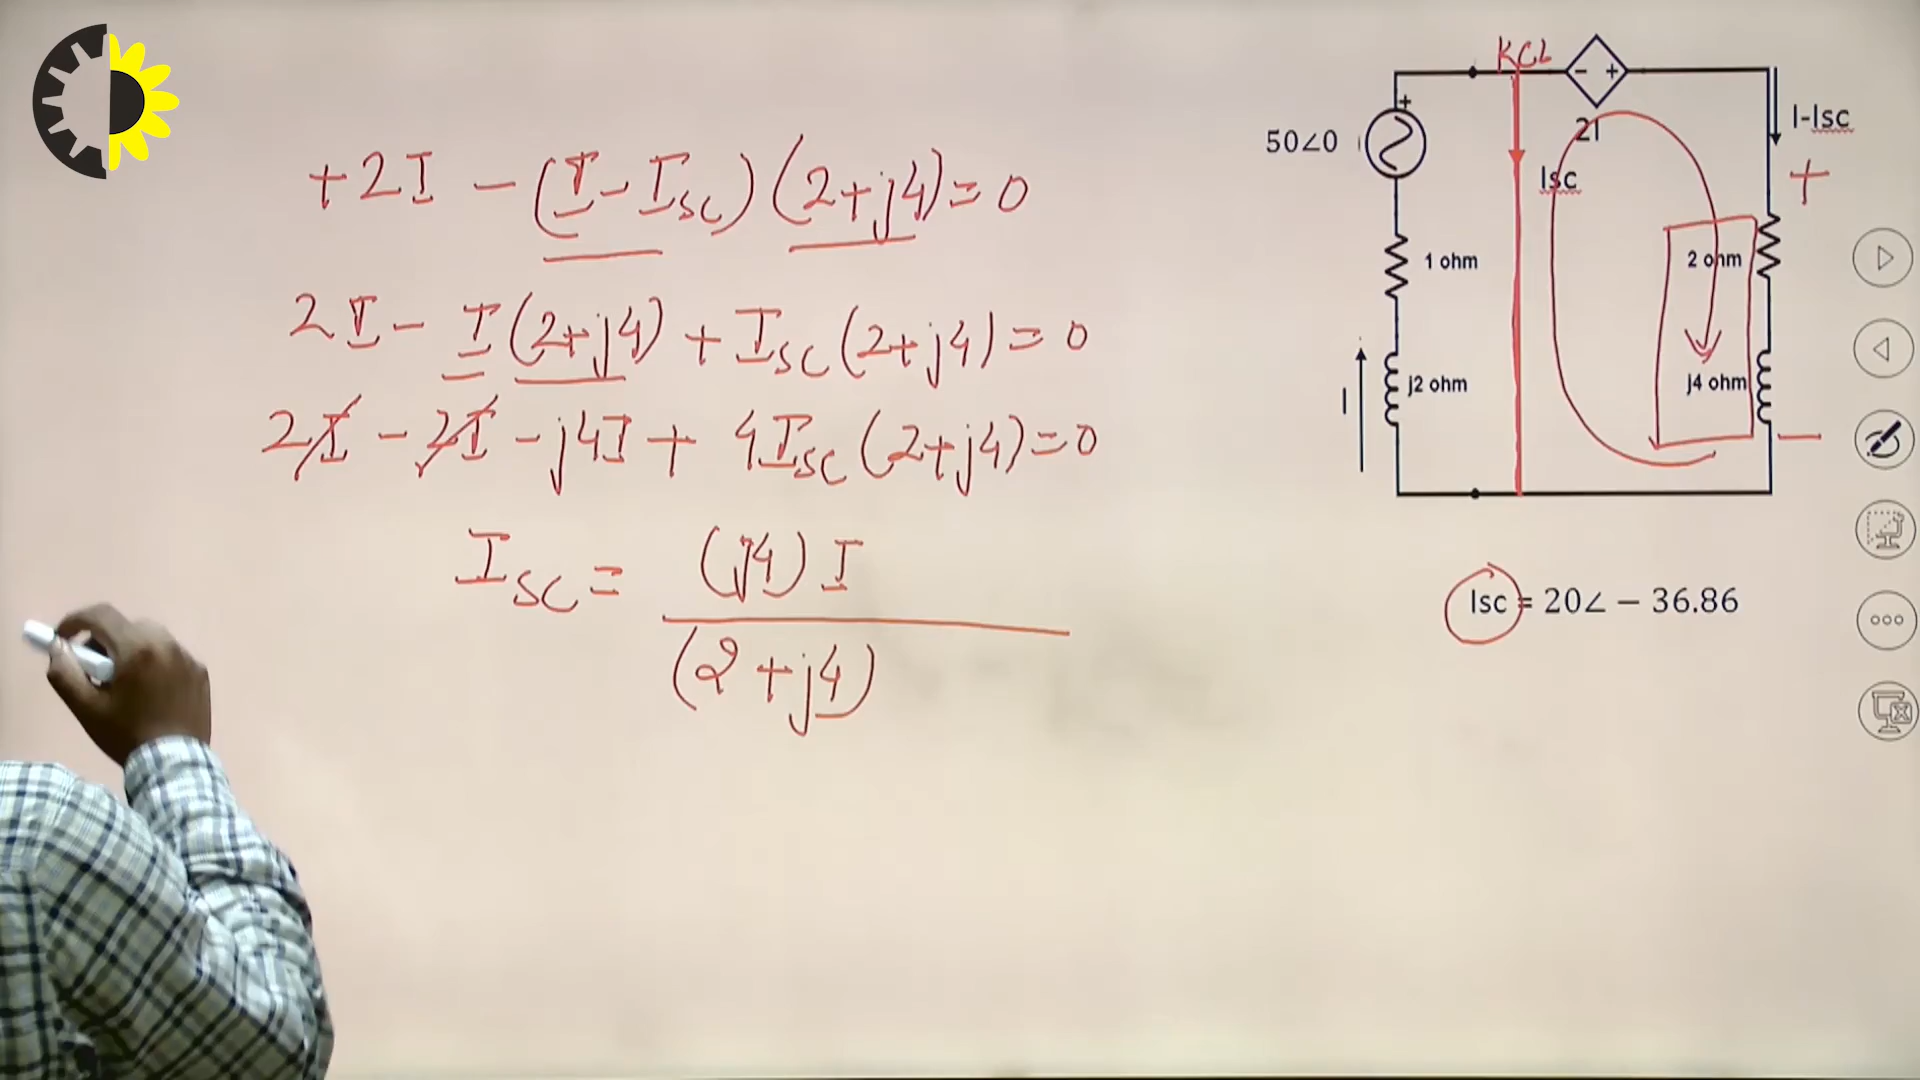 +2I - (I - Isc)(2+j4) = 0
2I - I(2+j4) + Isc(2+j4) = 0
2I - 2I - j4I + 4Isc(2+j4) = 0
Isc = (j4)I
(2+j4)
KCL
- +
2I
I-Isc
+
50∠0
+
Isc
1 ohm
2 ohm
I
j2 ohm
j4 ohm
−
Isc = 20∠ − 36.86